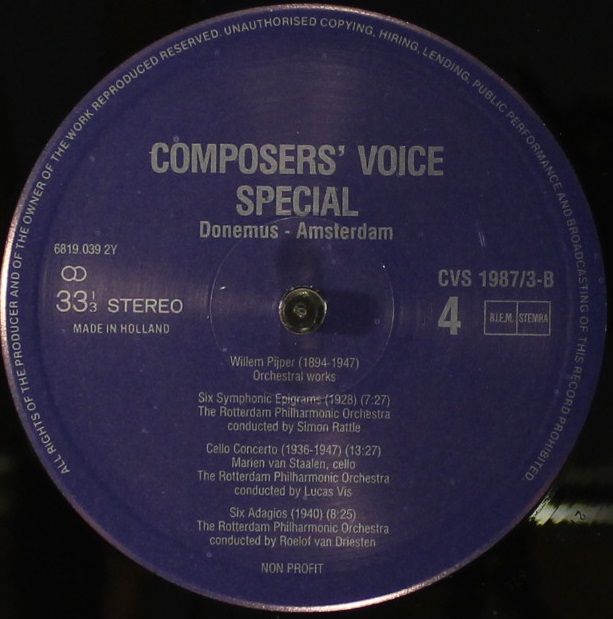 ALL RIGHTS OF THE PRODUCER AND OF THE OWNER OF THE WORK REPRODUCED RESERVED. UNAUTHORISED COPYING, HIRING, LENDING, PUBLIC PERFORMANCE AND BROADCASTING OF THIS RECORD PROHIBITED
COMPOSERS' VOICE
SPECIAL
Donemus - Amsterdam
6819.039 2Y
33 1/3 STEREO
MADE IN HOLLAND
CVS 1987/3-B
4
B.I.E.M. STEMRA
Willem Pijper (1894-1947)
Orchestral works
Six Symphonic Epigrams (1928) (7:27)
The Rotterdam Philharmonic Orchestra
conducted by Simon Rattle
Cello Concerto (1936-1947) (13:27)
Marien van Staalen, cello
The Rotterdam Philharmonic Orchestra
conducted by Lucas Vis
Six Adagios (1940) (8:25)
The Rotterdam Philharmonic Orchestra
conducted by Roelof van Driesten
NON PROFIT